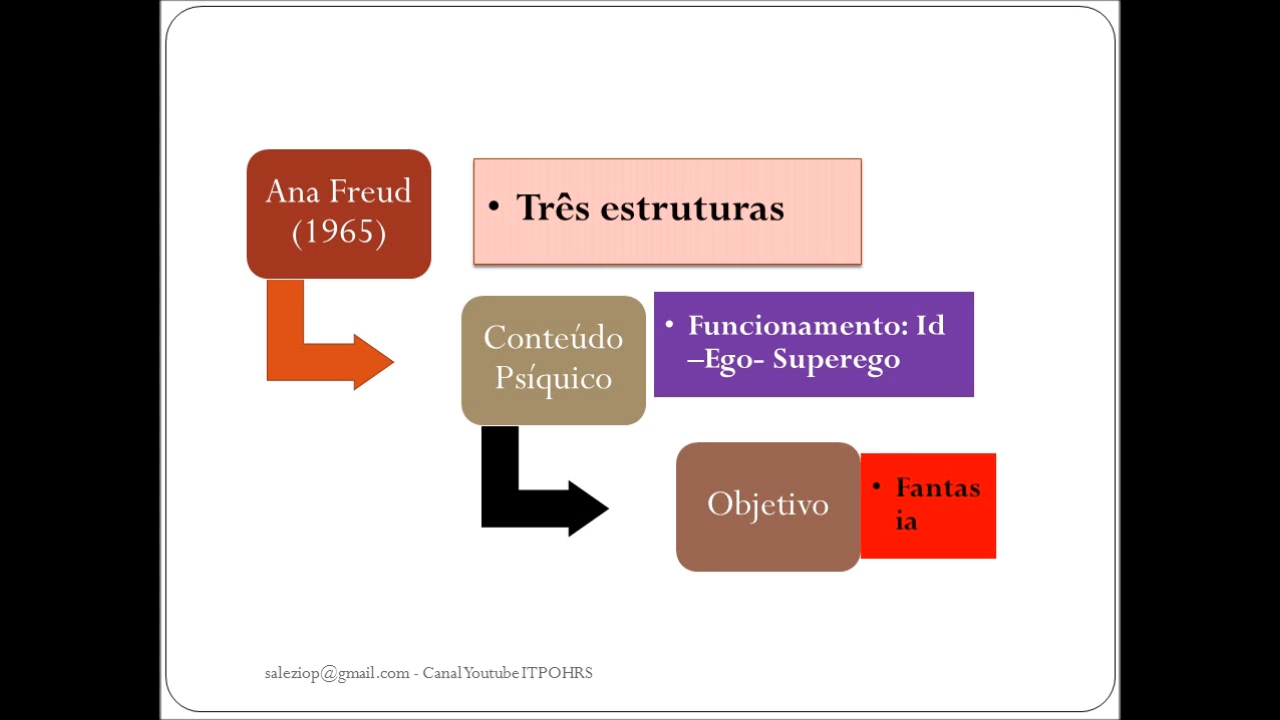 Ana Freud
(1965)
• Três estruturas
Conteúdo
Psíquico
• Funcionamento: Id
–Ego- Superego
Objetivo
• Fantas
ia
saleziop@gmail.com - Canal Youtube ITPOHRS